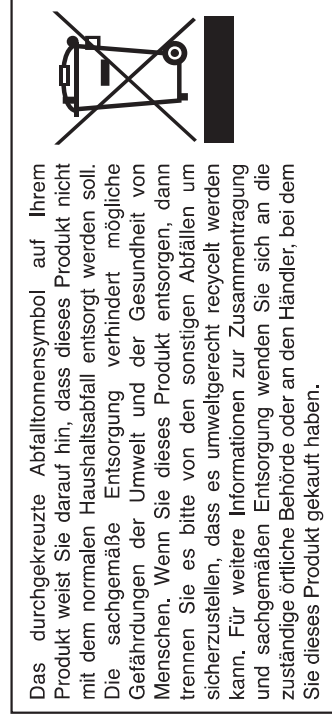 Das durchgekreuzte Abfalltonnensymbol auf Ihrem
Produkt weist Sie darauf hin, dass dieses Produkt nicht
mit dem normalen Haushaltsabfall entsorgt werden soll.
Die sachgemäße Entsorgung verhindert mögliche
Gefährdungen der Umwelt und der Gesundheit von
Menschen. Wenn Sie dieses Produkt entsorgen, dann
trennen Sie es bitte von den sonstigen Abfällen um
sicherzustellen, dass es umweltgerecht recycelt werden
kann. Für weitere Informationen zur Zusammentragung
und sachgemäßen Entsorgung wenden Sie sich an die
zuständige örtliche Behörde oder an den Händler, bei dem
Sie dieses Produkt gekauft haben.